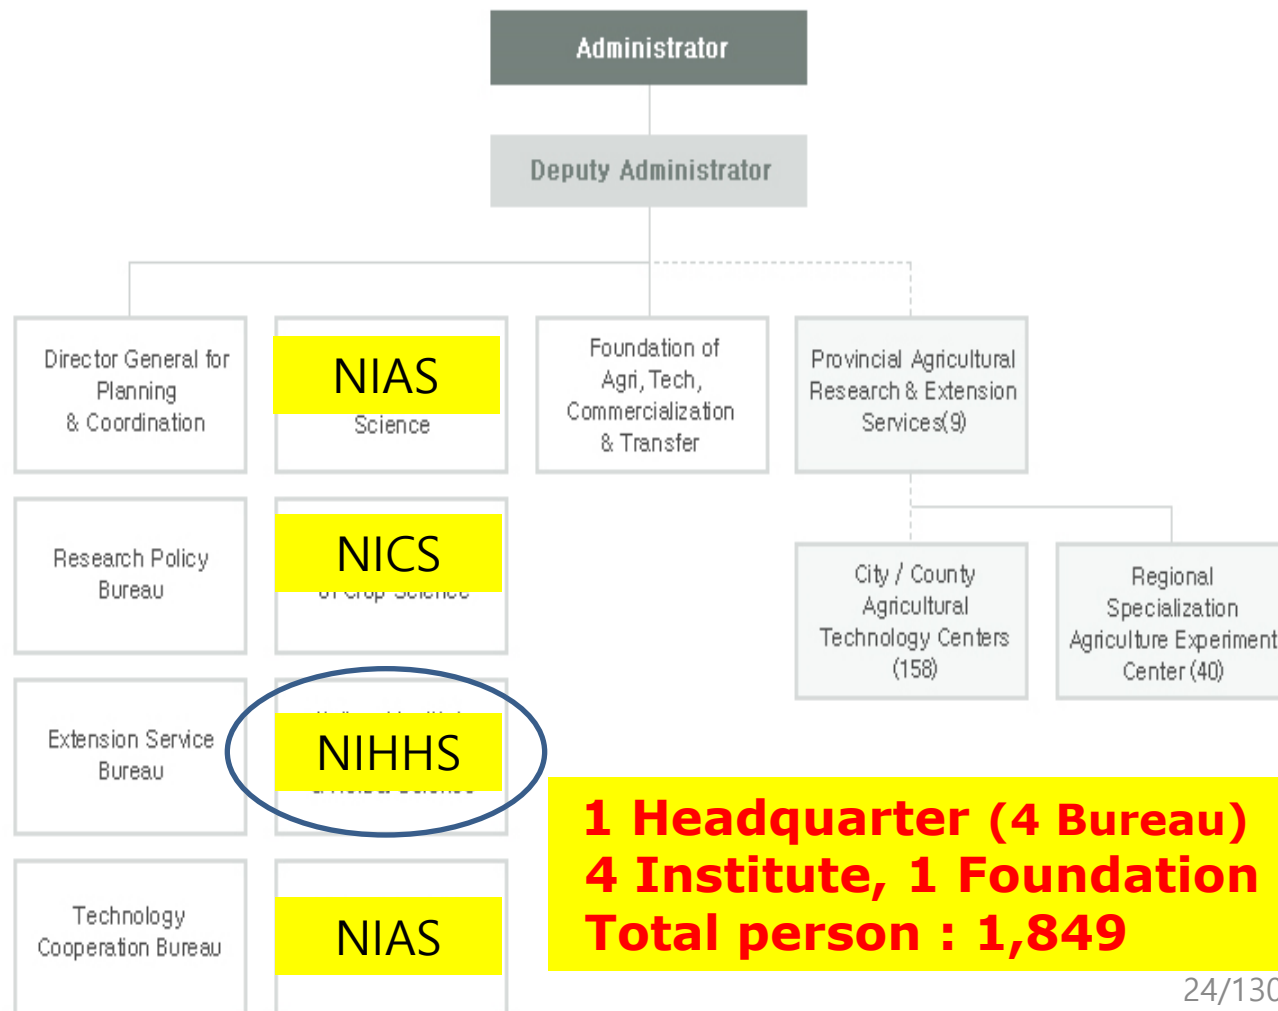 Administrator
Deputy Administrator
Director General for
Planning
& Coordination
NIAS
Science
Foundation of
Agri, Tech,
Commercialization
& Transfer
Provincial Agricultural
Research & Extension
Services(9)
Research Policy
Bureau
NICS
of Crop Science
City / County
Agricultural
Technology Centers
(158)
Regional
Specialization
Agriculture Experiment
Center (40)
Extension Service
Bureau
NIHHS
1 Headquarter (4 Bureau)
4 Institute, 1 Foundation
Total person : 1,849
Technology
Cooperation Bureau
NIAS
24/130